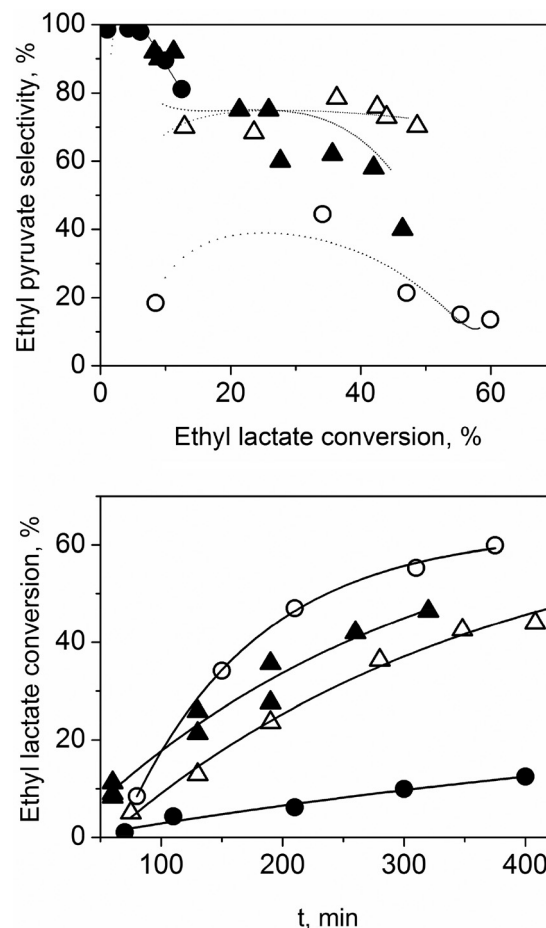 Ethyl pyruvate selectivity, %
100
80
60
40
20
0
0 20 40 60
Ethyl lactate conversion, %
Ethyl lactate conversion, %
60
40
20
0
100 200 300 400
t, min